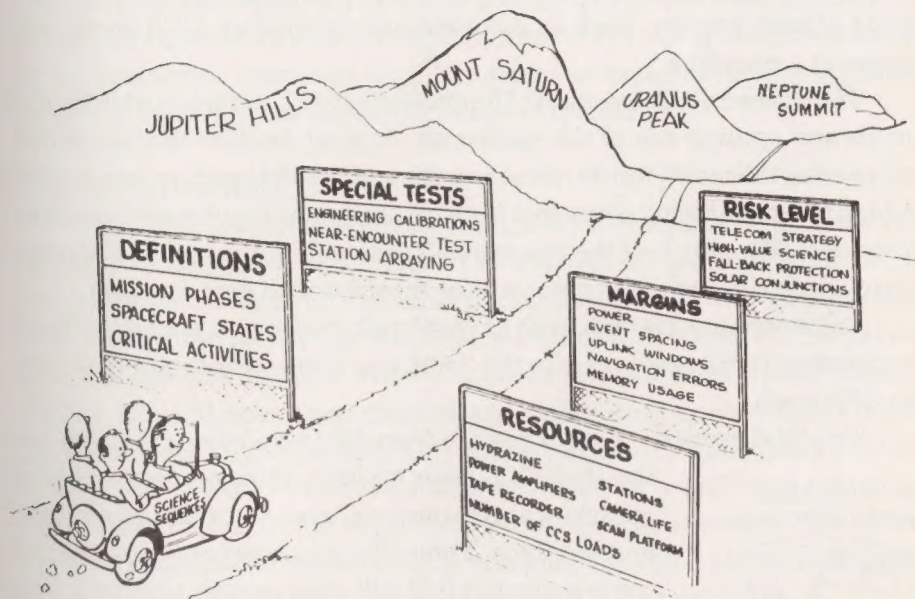 JUPITER HILLS
MOUNT SATURN
URANUS
PEAK
NEPTUNE
SUMMIT
SPECIAL TESTS
ENGINEERING CALIBRATIONS
NEAR-ENCOUNTER TEST
STATION ARRAYING
RISK LEVEL
TELECOM STRATEGY
HIGH-VALUE SCIENCE
FALL-BACK PROTECTION
SOLAR CONJUNCTIONS
DEFINITIONS
MISSION PHASES
SPACECRAFT STATES
CRITICAL ACTIVITIES
MARGINS
POWER
EVENT SPACING
UPLINK WINDOWS
NAVIGATION ERRORS
MEMORY USAGE
RESOURCES
HYDRAZINE
POWER AMPLIFIERS
TAPE RECORDER
NUMBER OF CCS LOADS
STATIONS
CAMERA LIFE
SCAN PLATFORM
SCIENCE
SEQUENCE